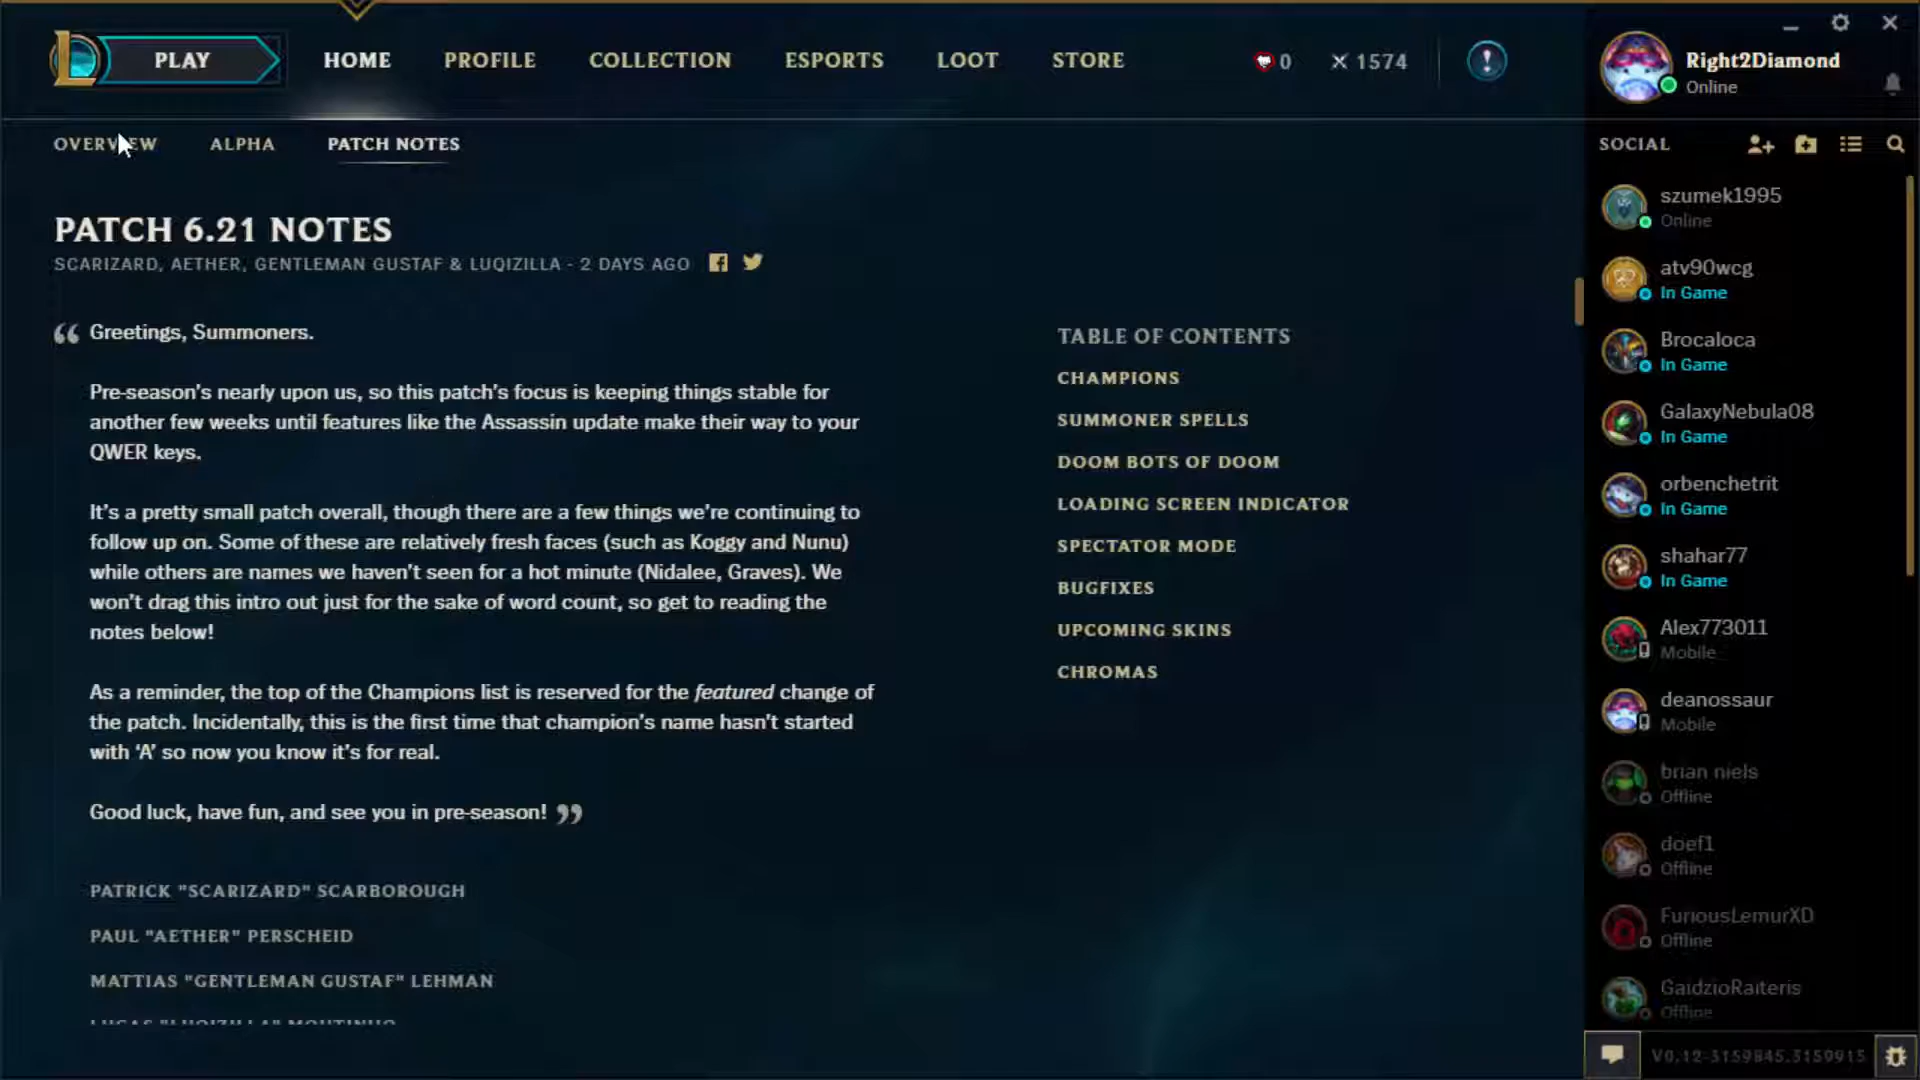 PLAY
HOME
PROFILE
COLLECTION
ESPORTS
LOOT
STORE
0
1574
Right2Diamond
Online
OVERVIEW
ALPHA
PATCH NOTES
SOCIAL
PATCH 6.21 NOTES
SCARIZARD, AETHER, GENTLEMAN GUSTAF & LUQIZILLA - 2 DAYS AGO
“ Greetings, Summoners.
Pre-season's nearly upon us, so this patch's focus is keeping things stable for
another few weeks until features like the Assassin update make their way to your
QWER keys.
It's a pretty small patch overall, though there are a few things we're continuing to
follow up on. Some of these are relatively fresh faces (such as Koggy and Nunu)
while others are names we haven't seen for a hot minute (Nidalee, Graves). We
won't drag this intro out just for the sake of word count, so get to reading the
notes below!
As a reminder, the top of the Champions list is reserved for the featured change of
the patch. Incidentally, this is the first time that champion's name hasn't started
with 'A' so now you know it's for real.
Good luck, have fun, and see you in pre-season! ”
PATRICK "SCARIZARD" SCARBOROUGH
PAUL "AETHER" PERSCHEID
MATTIAS "GENTLEMAN GUSTAF" LEHMAN
LUCAS "LUQIZILLA" MOUTINHO
TABLE OF CONTENTS
CHAMPIONS
SUMMONER SPELLS
DOOM BOTS OF DOOM
LOADING SCREEN INDICATOR
SPECTATOR MODE
BUGFIXES
UPCOMING SKINS
CHROMAS
szumek1995
Online
atv90wcg
In Game
Brocaloca
In Game
GalaxyNebula08
In Game
orbenchetrit
In Game
shahar77
In Game
Alex773011
Mobile
deanossaur
Mobile
brian niels
Offline
doef1
Offline
FuriousLemurXD
Offline
GaidzioRaiteris
Offline
V0.12-3159845.3159915